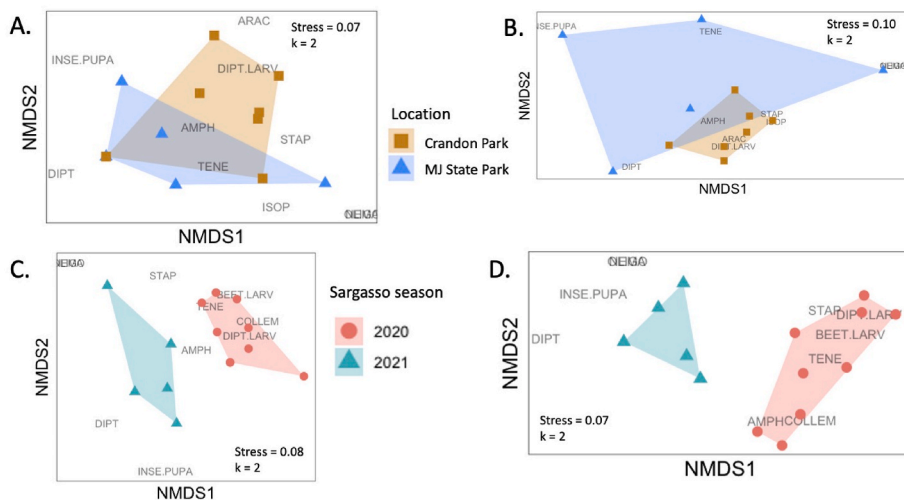 A.
ARAC
Stress = 0.07
k = 2
INSE.PUPA
DIPT.LARV
AMPH
STAP
TENE
DIPT
ISOP
NMDS2
NMDS1
Location
Crandon Park
MJ State Park
B.
INSE.PUPA
TENE
Stress = 0.10
k = 2
AMPH
STAP
ARAC
DIPT.LARV
DIPT
NMDS2
NMDS1
C.
STAP
BEET.LARV
TENE
COLLEM
DIPT.LARV
AMPH
DIPT
INSE.PUPA
Stress = 0.08
k = 2
NMDS2
NMDS1
Sargasso season
2020
2021
D.
INSE.PUPA
STAP
DIPT.LARV
BEET.LARV
DIPT
TENE
AMPH
COLLEM
Stress = 0.07
k = 2
NMDS2
NMDS1